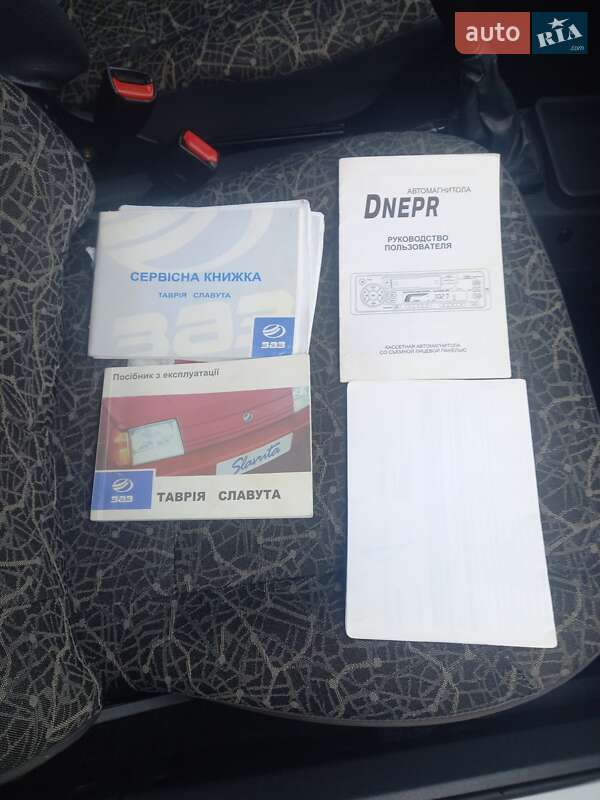 auto
RIA
.com
АВТОМАГНИТОЛА
DNEPR
РУКОВОДСТВО
ПОЛЬЗОВАТЕЛЯ
КАССЕТНАЯ АВТОМАГНИТОЛА
СО СЪЕМНОЙ ЛИЦЕВОЙ ПАНЕЛЬЮ
СЕРВІСНА КНИЖКА
ТАВРІЯ СЛАВУТА
ЗАЗ
ЗАЗ
Посібник з експлуатації
Slavuta
ЗАЗ
ТАВРІЯ СЛАВУТА